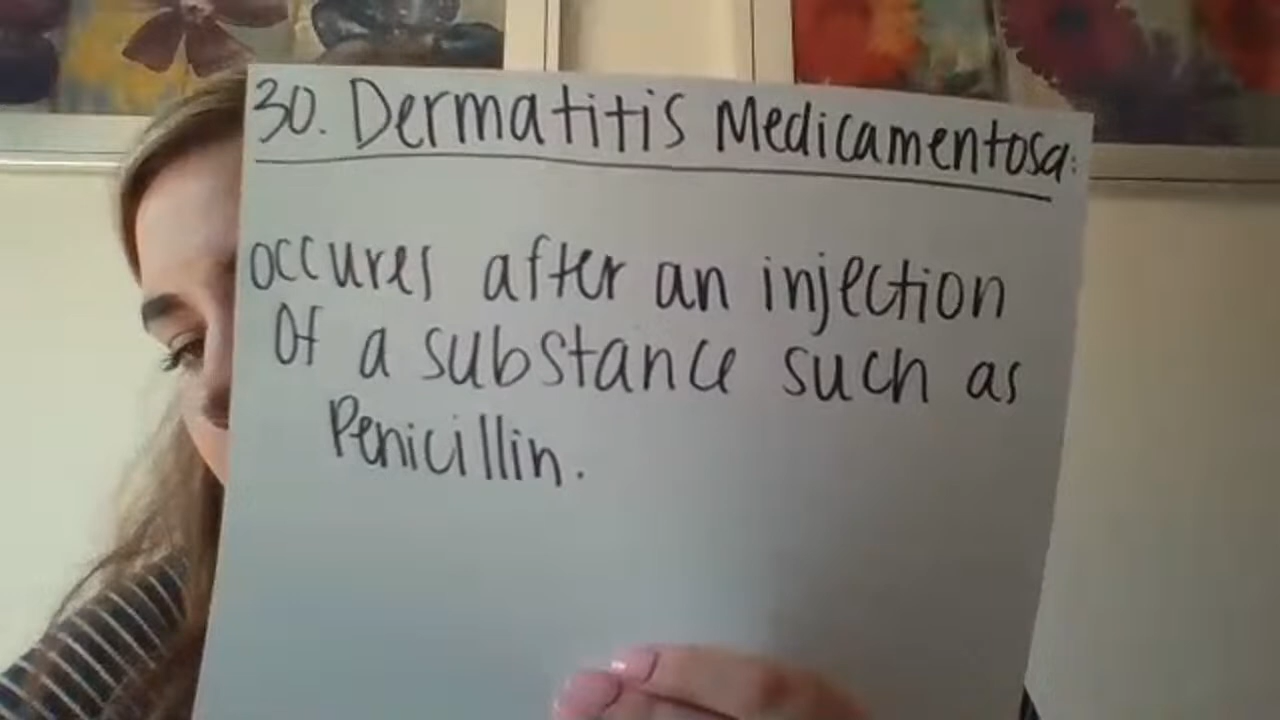 30. Dermatitis Medicamentosa:
occures after an injection
of a substance such as
Penicillin.